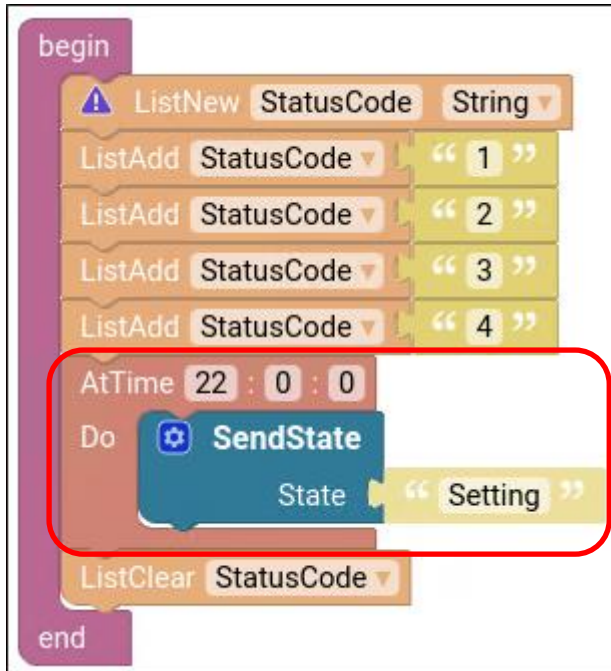 begin
ListNew StatusCode String
ListAdd StatusCode “ 1 ”
ListAdd StatusCode “ 2 ”
ListAdd StatusCode “ 3 ”
ListAdd StatusCode “ 4 ”
AtTime 22 : 0 : 0
Do SendState
State “ Setting ”
ListClear StatusCode
end